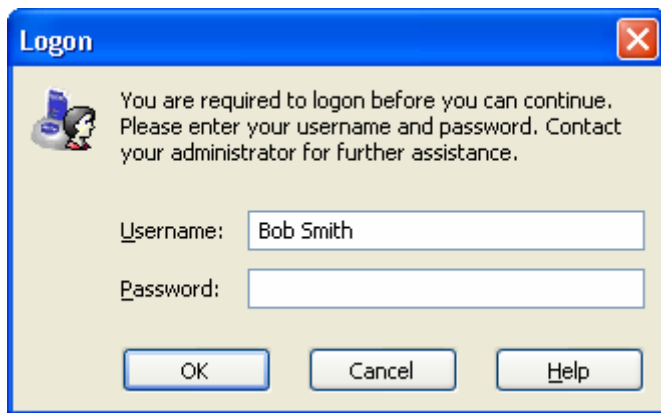 Logon
You are required to logon before you can continue.
Please enter your username and password. Contact
your administrator for further assistance.
Username: Bob Smith
Password:
OK Cancel Help